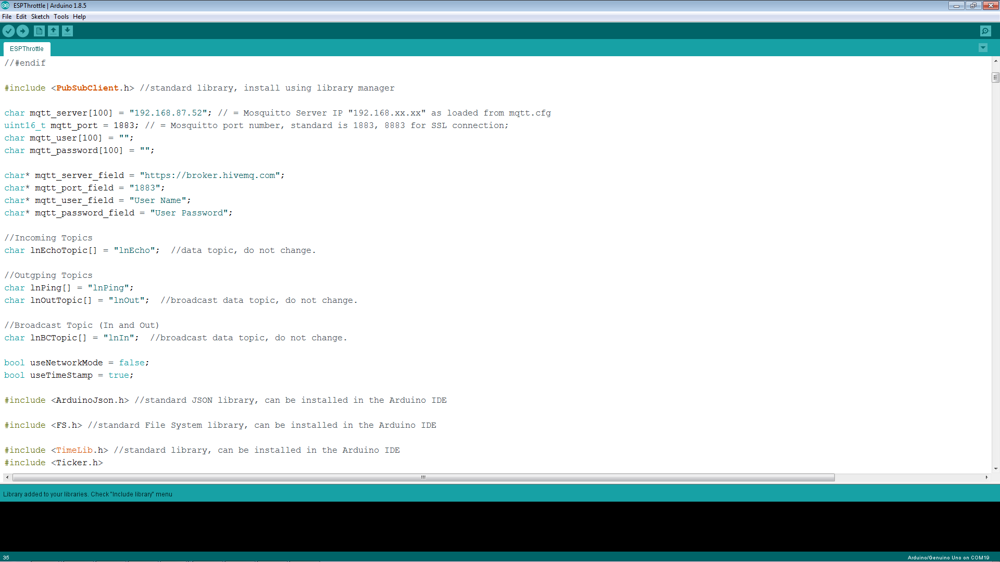 ESPThrottle | Arduino 1.8.5
File Edit Sketch Tools Help
ESPThrottle
//#endif
#include <PubSubClient.h> //standard library, install using library manager
char mqtt_server[100] = "192.168.87.52"; // = Mosquitto Server IP "192.168.xx.xx" as loaded from mqtt.cfg
uint16_t mqtt_port = 1883; // = Mosquitto port number, standard is 1883, 8883 for SSL connection;
char mqtt_user[100] = "";
char mqtt_password[100] = "";
char* mqtt_server_field = "https://broker.hivemq.com";
char* mqtt_port_field = "1883";
char* mqtt_user_field = "User Name";
char* mqtt_password_field = "User Password";
//Incoming Topics
char lnEchoTopic[] = "lnEcho";  //data topic, do not change.
//Outgping Topics
char lnPing[] = "lnPing";
char lnOutTopic[] = "lnOut";  //broadcast data topic, do not change.
//Broadcast Topic (In and Out)
char lnBCTopic[] = "lnIn";  //broadcast data topic, do not change.
bool useNetworkMode = false;
bool useTimeStamp = true;
#include <ArduinoJson.h> //standard JSON library, can be installed in the Arduino IDE
#include <FS.h> //standard File System library, can be installed in the Arduino IDE
#include <TimeLib.h> //standard library, can be installed in the Arduino IDE
#include <Ticker.h>
Library added to your libraries. Check "Include library" menu
35
Arduino/Genuino Uno on COM19